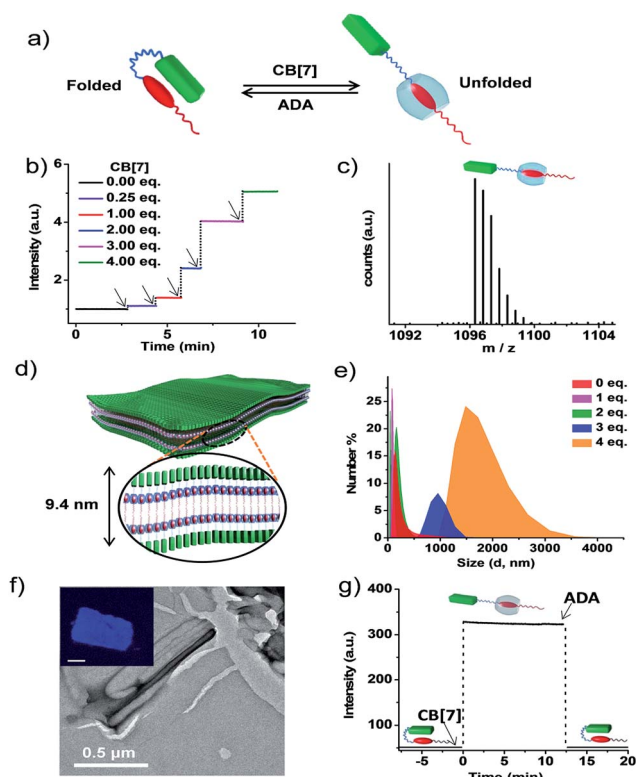 a)
Folded
CB[7]
ADA
Unfolded
b)
CB[7]
0.00 eq.
0.25 eq.
1.00 eq.
2.00 eq.
3.00 eq.
4.00 eq.
Intensity (a.u.)
5
3
1
0 5 10
Time (min)
c)
counts (a.u.)
1092 1096 1100 1104
m / z
d)
9.4 nm
e)
0 eq.
1 eq.
2 eq.
3 eq.
4 eq.
Number %
25
20
15
10
5
0
0 1000 2000 3000 4000
Size (d, nm)
f)
0.5 µm
g)
Intensity (a.u.)
400
300
200
100
CB[7]
ADA
-5 0 5 10 15 20
Time (min)